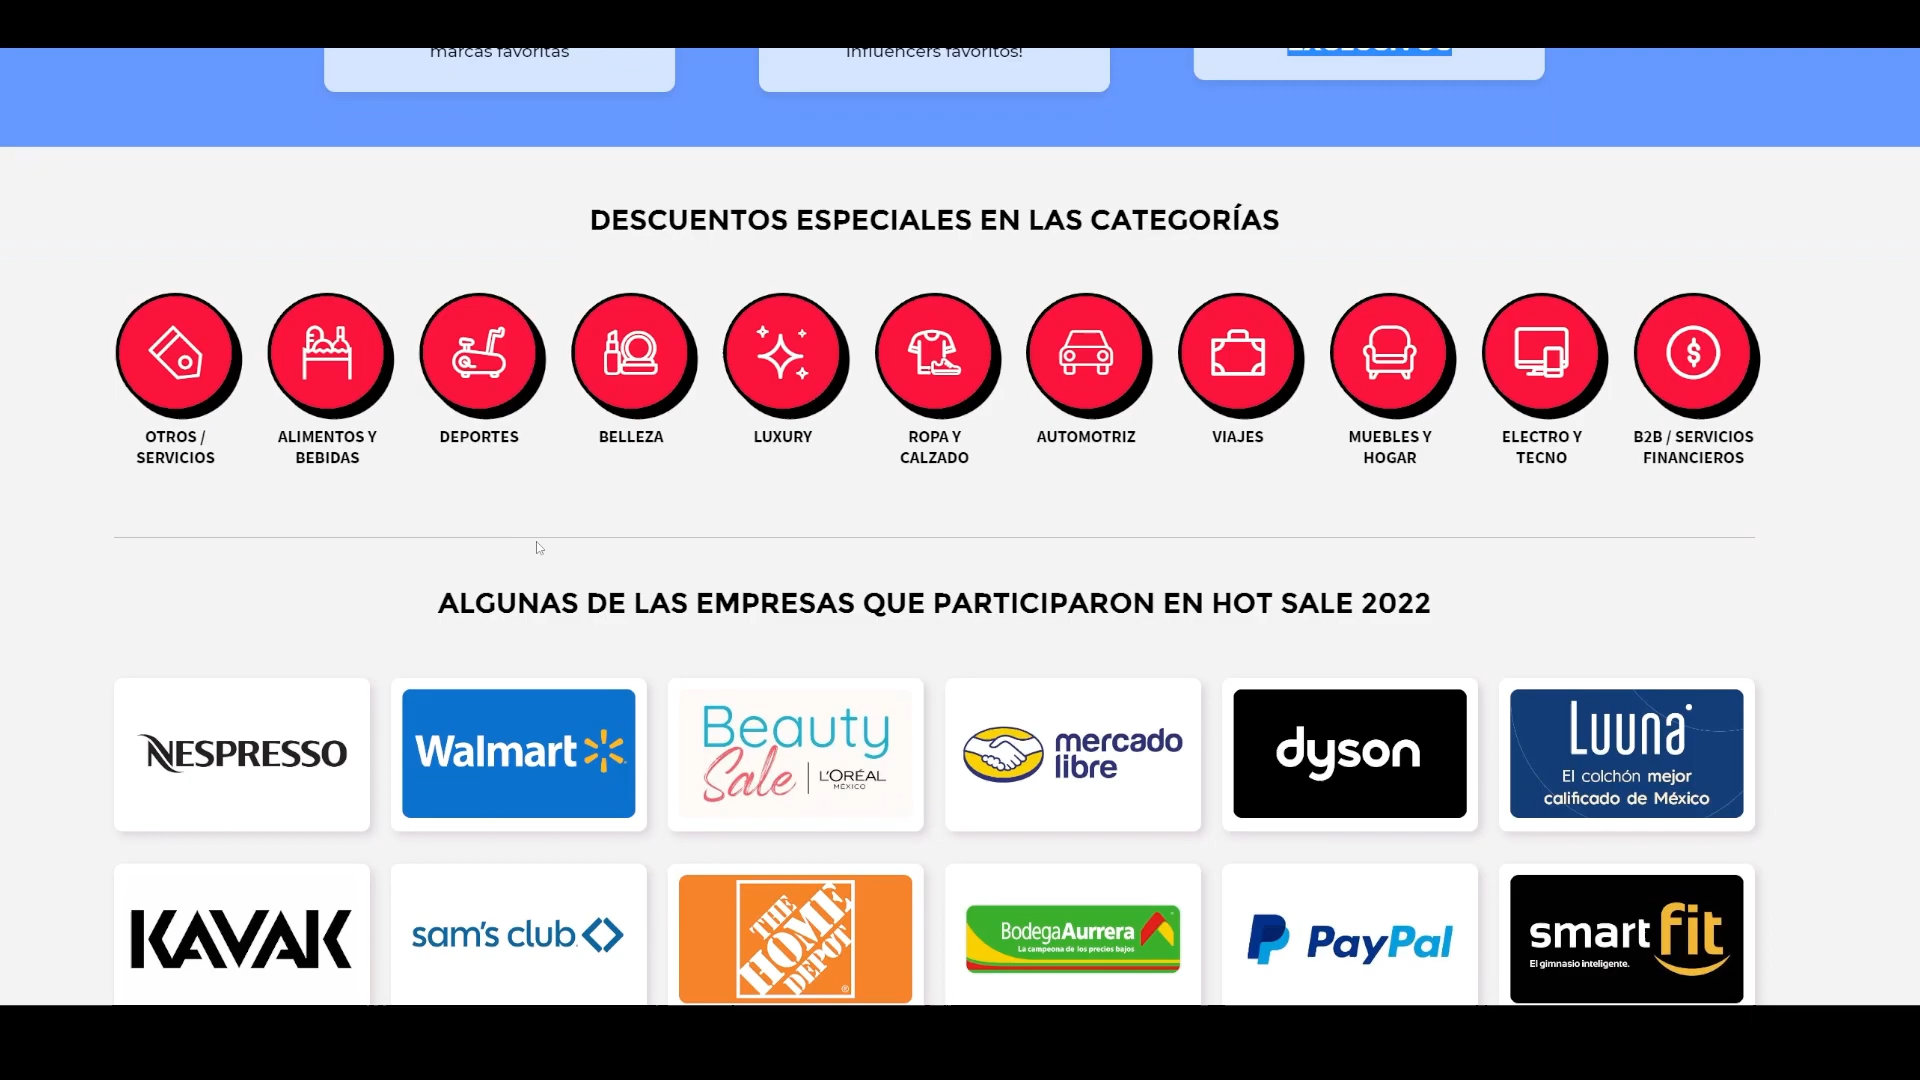 marcas favoritas
influencers favoritos!
EXCLUSIVOS
DESCUENTOS ESPECIALES EN LAS CATEGORÍAS
OTROS /
SERVICIOS
ALIMENTOS Y
BEBIDAS
DEPORTES
BELLEZA
LUXURY
ROPA Y
CALZADO
AUTOMOTRIZ
VIAJES
MUEBLES Y
HOGAR
ELECTRO Y
TECNO
B2B / SERVICIOS
FINANCIEROS
ALGUNAS DE LAS EMPRESAS QUE PARTICIPARON EN HOT SALE 2022
NESPRESSO
Walmart
Beauty
Sale
L'ORÉAL
MÉXICO
mercado
libre
dyson
Luuna
El colchón mejor
calificado de México
KAVAK
sam's club
THE
HOME
DEPOT
Bodega Aurrera
La campeona de los precios bajos
PayPal
smart fit
El gimnasio inteligente.